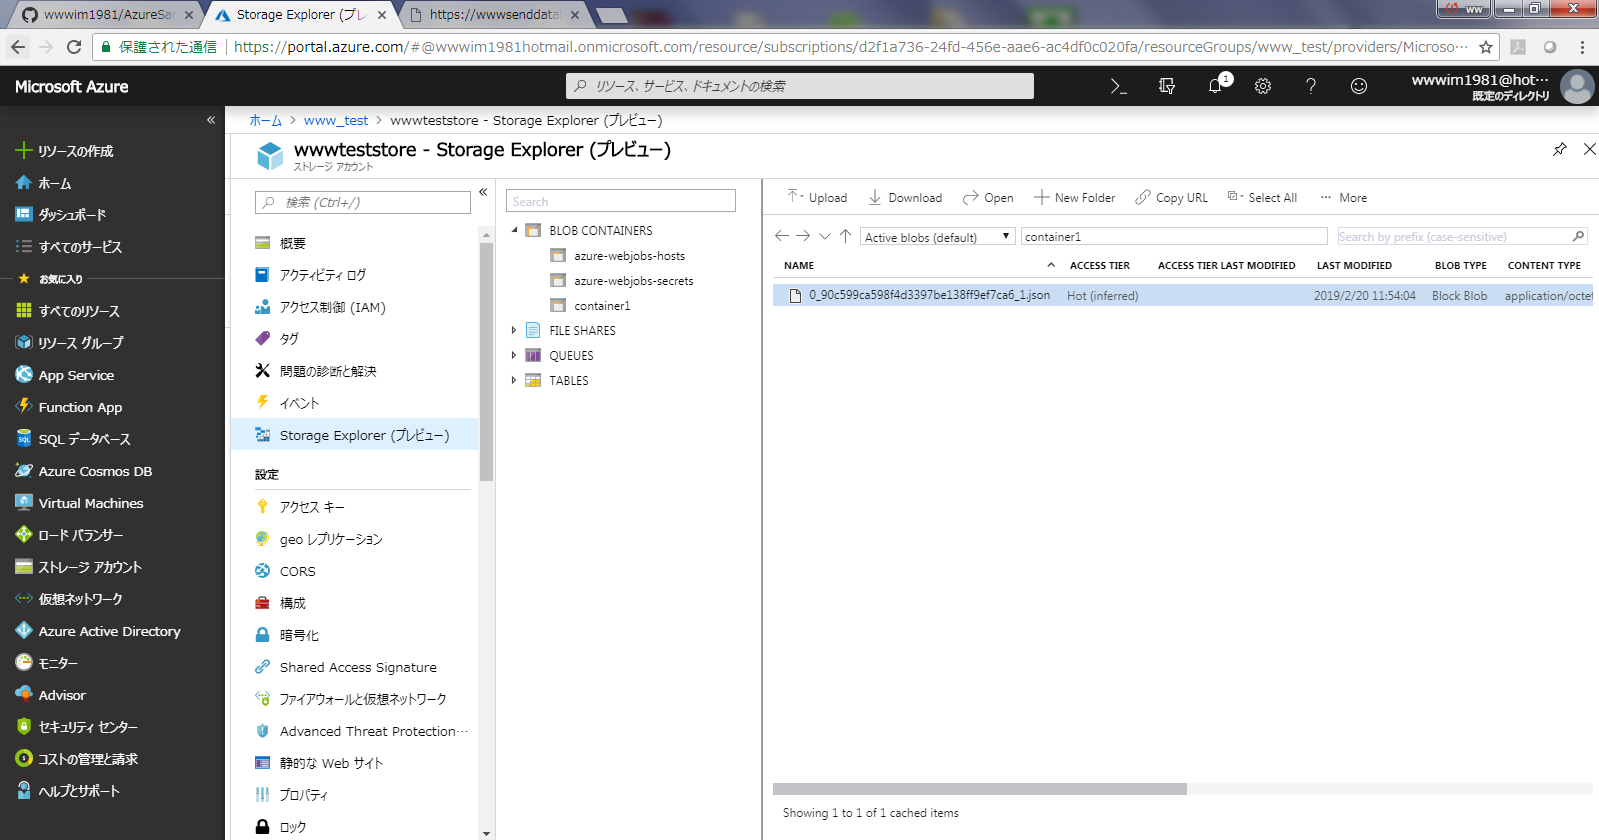 wwwim1981/AzureSa
Storage Explorer (プレ
https://wwwsenddata
ww
保護された通信
https://portal.azure.com/#@wwwim1981hotmail.onmicrosoft.com/resource/subscriptions/d2f1a736-24fd-456e-aae6-ac4df0c020fa/resourceGroups/www_test/providers/Microso···
Microsoft Azure
リソース、サービス、ドキュメントの検索
1
wwwim1981@hot···
既定のディレクトリ
ホーム > www_test > wwwteststore - Storage Explorer (プレビュー)
wwwteststore - Storage Explorer (プレビュー)
ストレージ アカウント
リソースの作成
ホーム
ダッシュボード
すべてのサービス
お気に入り
すべてのリソース
リソース グループ
App Service
Function App
SQL データベース
Azure Cosmos DB
Virtual Machines
ロード バランサー
ストレージ アカウント
仮想ネットワーク
Azure Active Directory
モニター
Advisor
セキュリティ センター
コストの管理と請求
ヘルプとサポート
検索 (Ctrl+/)
概要
アクティビティ ログ
アクセス制御 (IAM)
タグ
問題の診断と解決
イベント
Storage Explorer (プレビュー)
設定
アクセス キー
geo レプリケーション
CORS
構成
暗号化
Shared Access Signature
ファイアウォールと仮想ネットワーク
Advanced Threat Protection···
静的な Web サイト
プロパティ
ロック
Search
BLOB CONTAINERS
azure-webjobs-hosts
azure-webjobs-secrets
container1
FILE SHARES
QUEUES
TABLES
Upload Download Open New Folder Copy URL Select All ··· More
Active blobs (default) container1 Search by prefix (case-sensitive)
NAME ACCESS TIER ACCESS TIER LAST MODIFIED LAST MODIFIED BLOB TYPE CONTENT TYPE
0_90c599ca598f4d3397be138ff9ef7ca6_1.json Hot (inferred) 2019/2/20 11:54:04 Block Blob application/octet
Showing 1 to 1 of 1 cached items